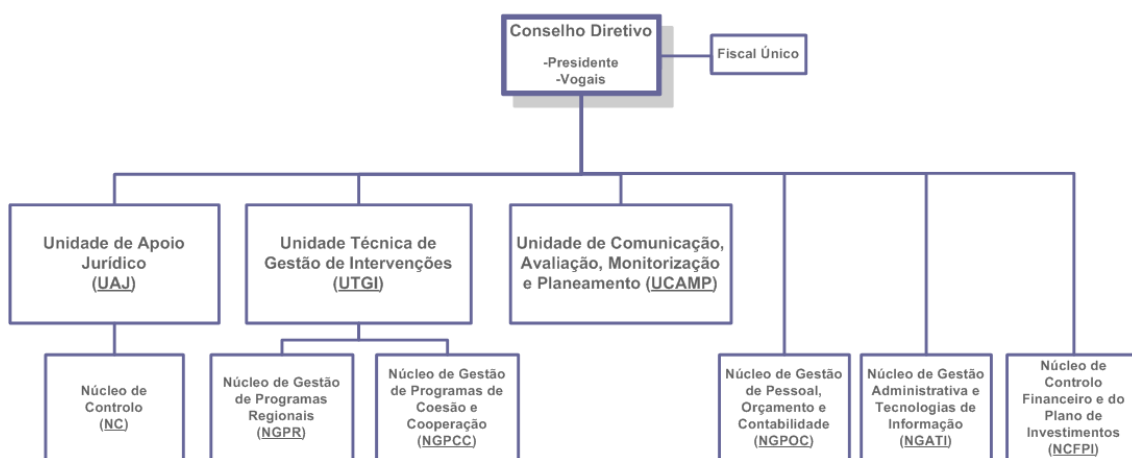 Conselho Diretivo
-Presidente
-Vogais
Fiscal Único
Unidade de Apoio
Jurídico
(UAJ)
Unidade Técnica de
Gestão de Intervenções
(UTGI)
Unidade de Comunicação,
Avaliação, Monitorização
e Planeamento (UCAMP)
Núcleo de
Controlo
(NC)
Núcleo de Gestão
de Programas
Regionais
(NGPR)
Núcleo de Gestão
de Programas de
Coesão e
Cooperação
(NGPCC)
Núcleo de Gestão
de Pessoal,
Orçamento e
Contabilidade
(NGPOC)
Núcleo de Gestão
Administrativa e
Tecnologias de
Informação
(NGATI)
Núcleo de
Controlo
Financeiro e do
Plano de
Investimentos
(NCFPI)